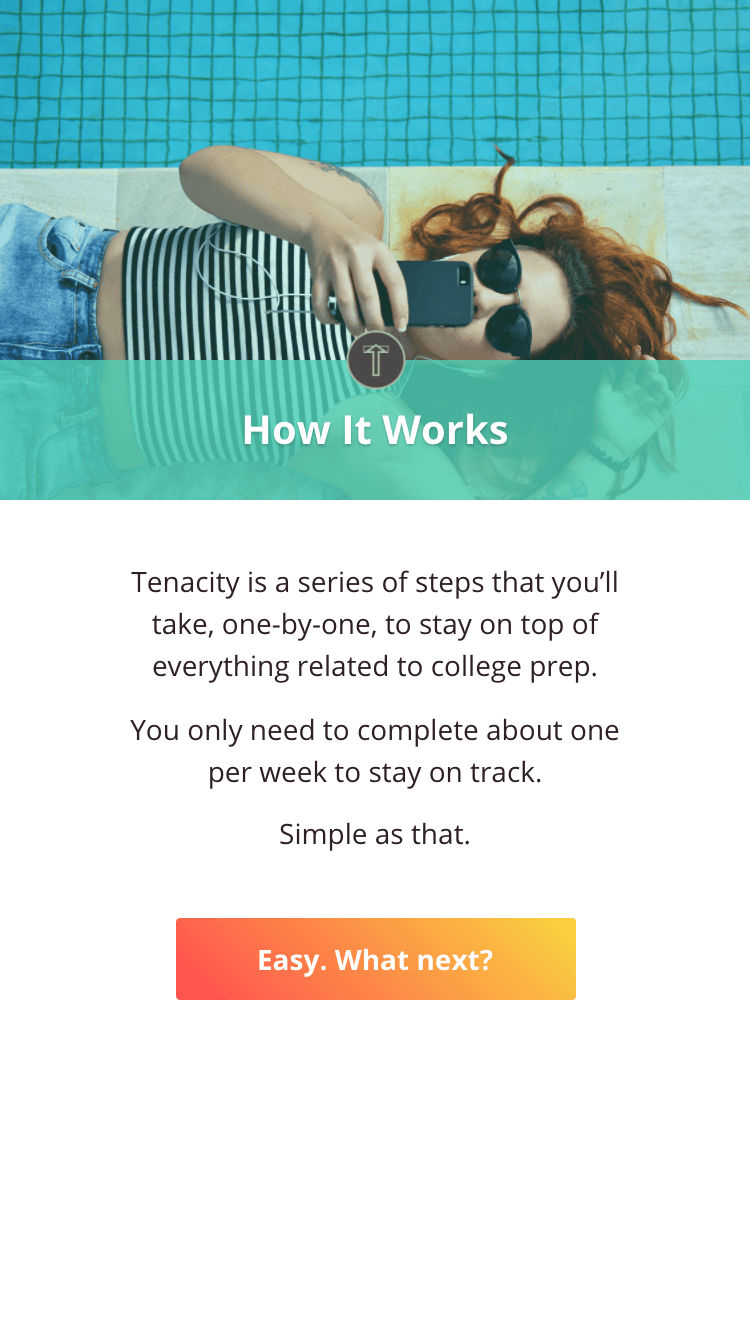 T
How It Works
Tenacity is a series of steps that you’ll
take, one-by-one, to stay on top of
everything related to college prep.
You only need to complete about one
per week to stay on track.
Simple as that.
Easy. What next?